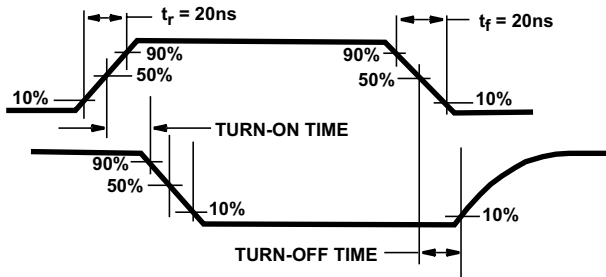 tr = 20ns
tf = 20ns
90%
50%
10%
90%
50%
10%
TURN-ON TIME
90%
50%
10%
10%
TURN-OFF TIME